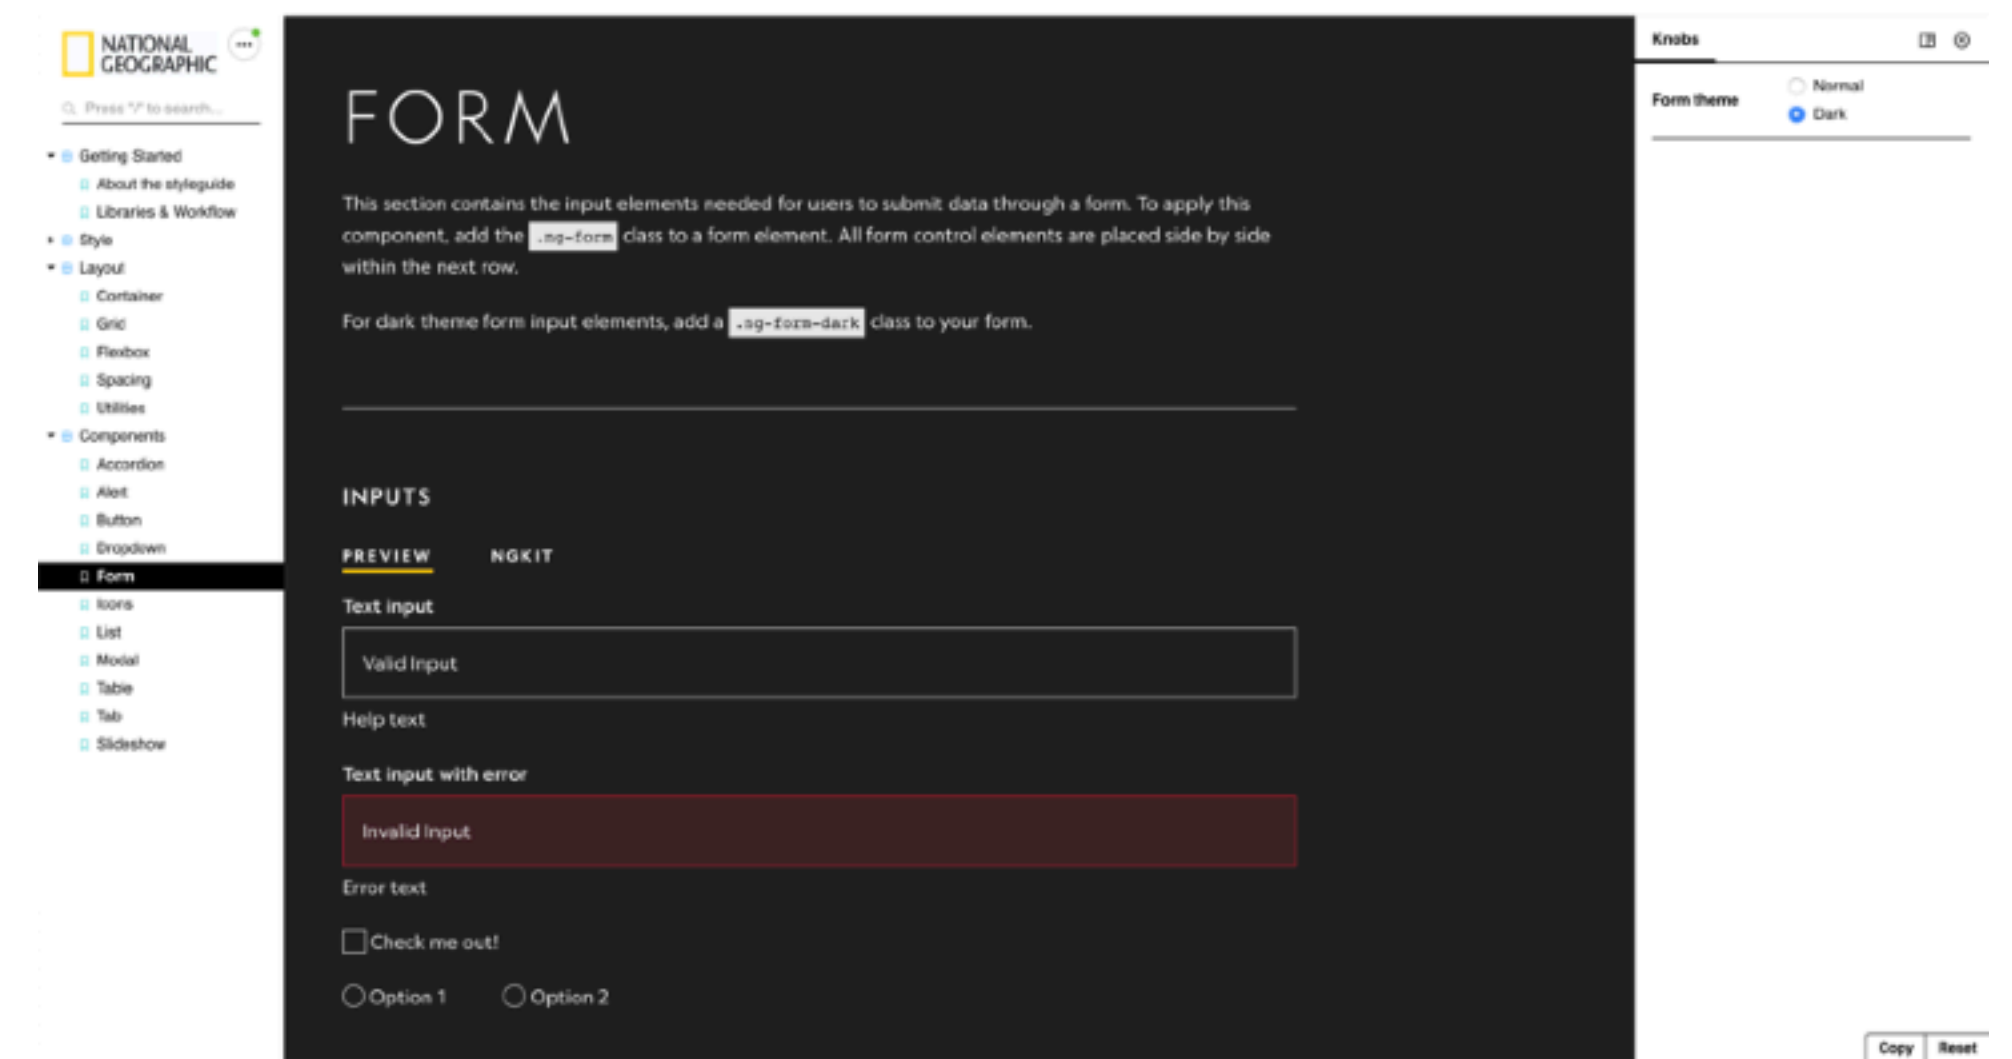 NATIONAL
GEOGRAPHIC
Press "/" to search...
Getting Started
About the styleguide
Libraries & Workflow
Style
Layout
Container
Grid
Flexbox
Spacing
Utilities
Components
Accordion
Alert
Button
Dropdown
Form
Icons
List
Modal
Table
Tab
Slideshow
FORM
This section contains the input elements needed for users to submit data through a form. To apply this
component, add the .ng-form class to a form element. All form control elements are placed side by side
within the next row.
For dark theme form input elements, add a .ng-form-dark class to your form.
INPUTS
PREVIEW NGKIT
Text input
Valid Input
Help text
Text input with error
Invalid Input
Error text
Check me out!
Option 1 Option 2
Knobs
Form theme
Normal
Dark
Copy Reset